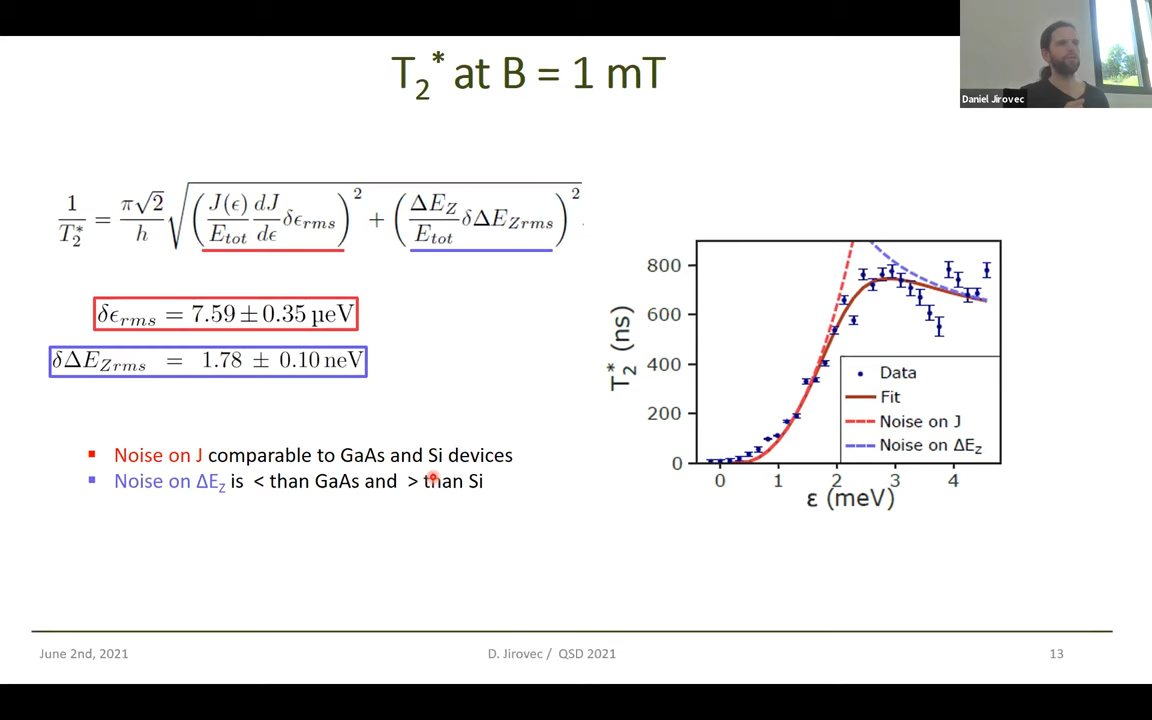 T₂* at B = 1 mT
Daniel Jirovec
1/T₂* = π√2/h √((J(ϵ)/E_tot dJ/dϵ δϵ_rms)² + (ΔE_Z/E_tot δΔE_Zrms)²).
δϵ_rms = 7.59 ± 0.35 µeV
δΔE_Zrms = 1.78 ± 0.10 neV
▪ Noise on J comparable to GaAs and Si devices
▪ Noise on ΔE_z is < than GaAs and > than Si
T₂* (ns)
800
600
400
200
0
Data
Fit
Noise on J
Noise on ΔE_Z
0 1 2 3 4
ε (meV)
June 2nd, 2021
D. Jirovec / QSD 2021
13